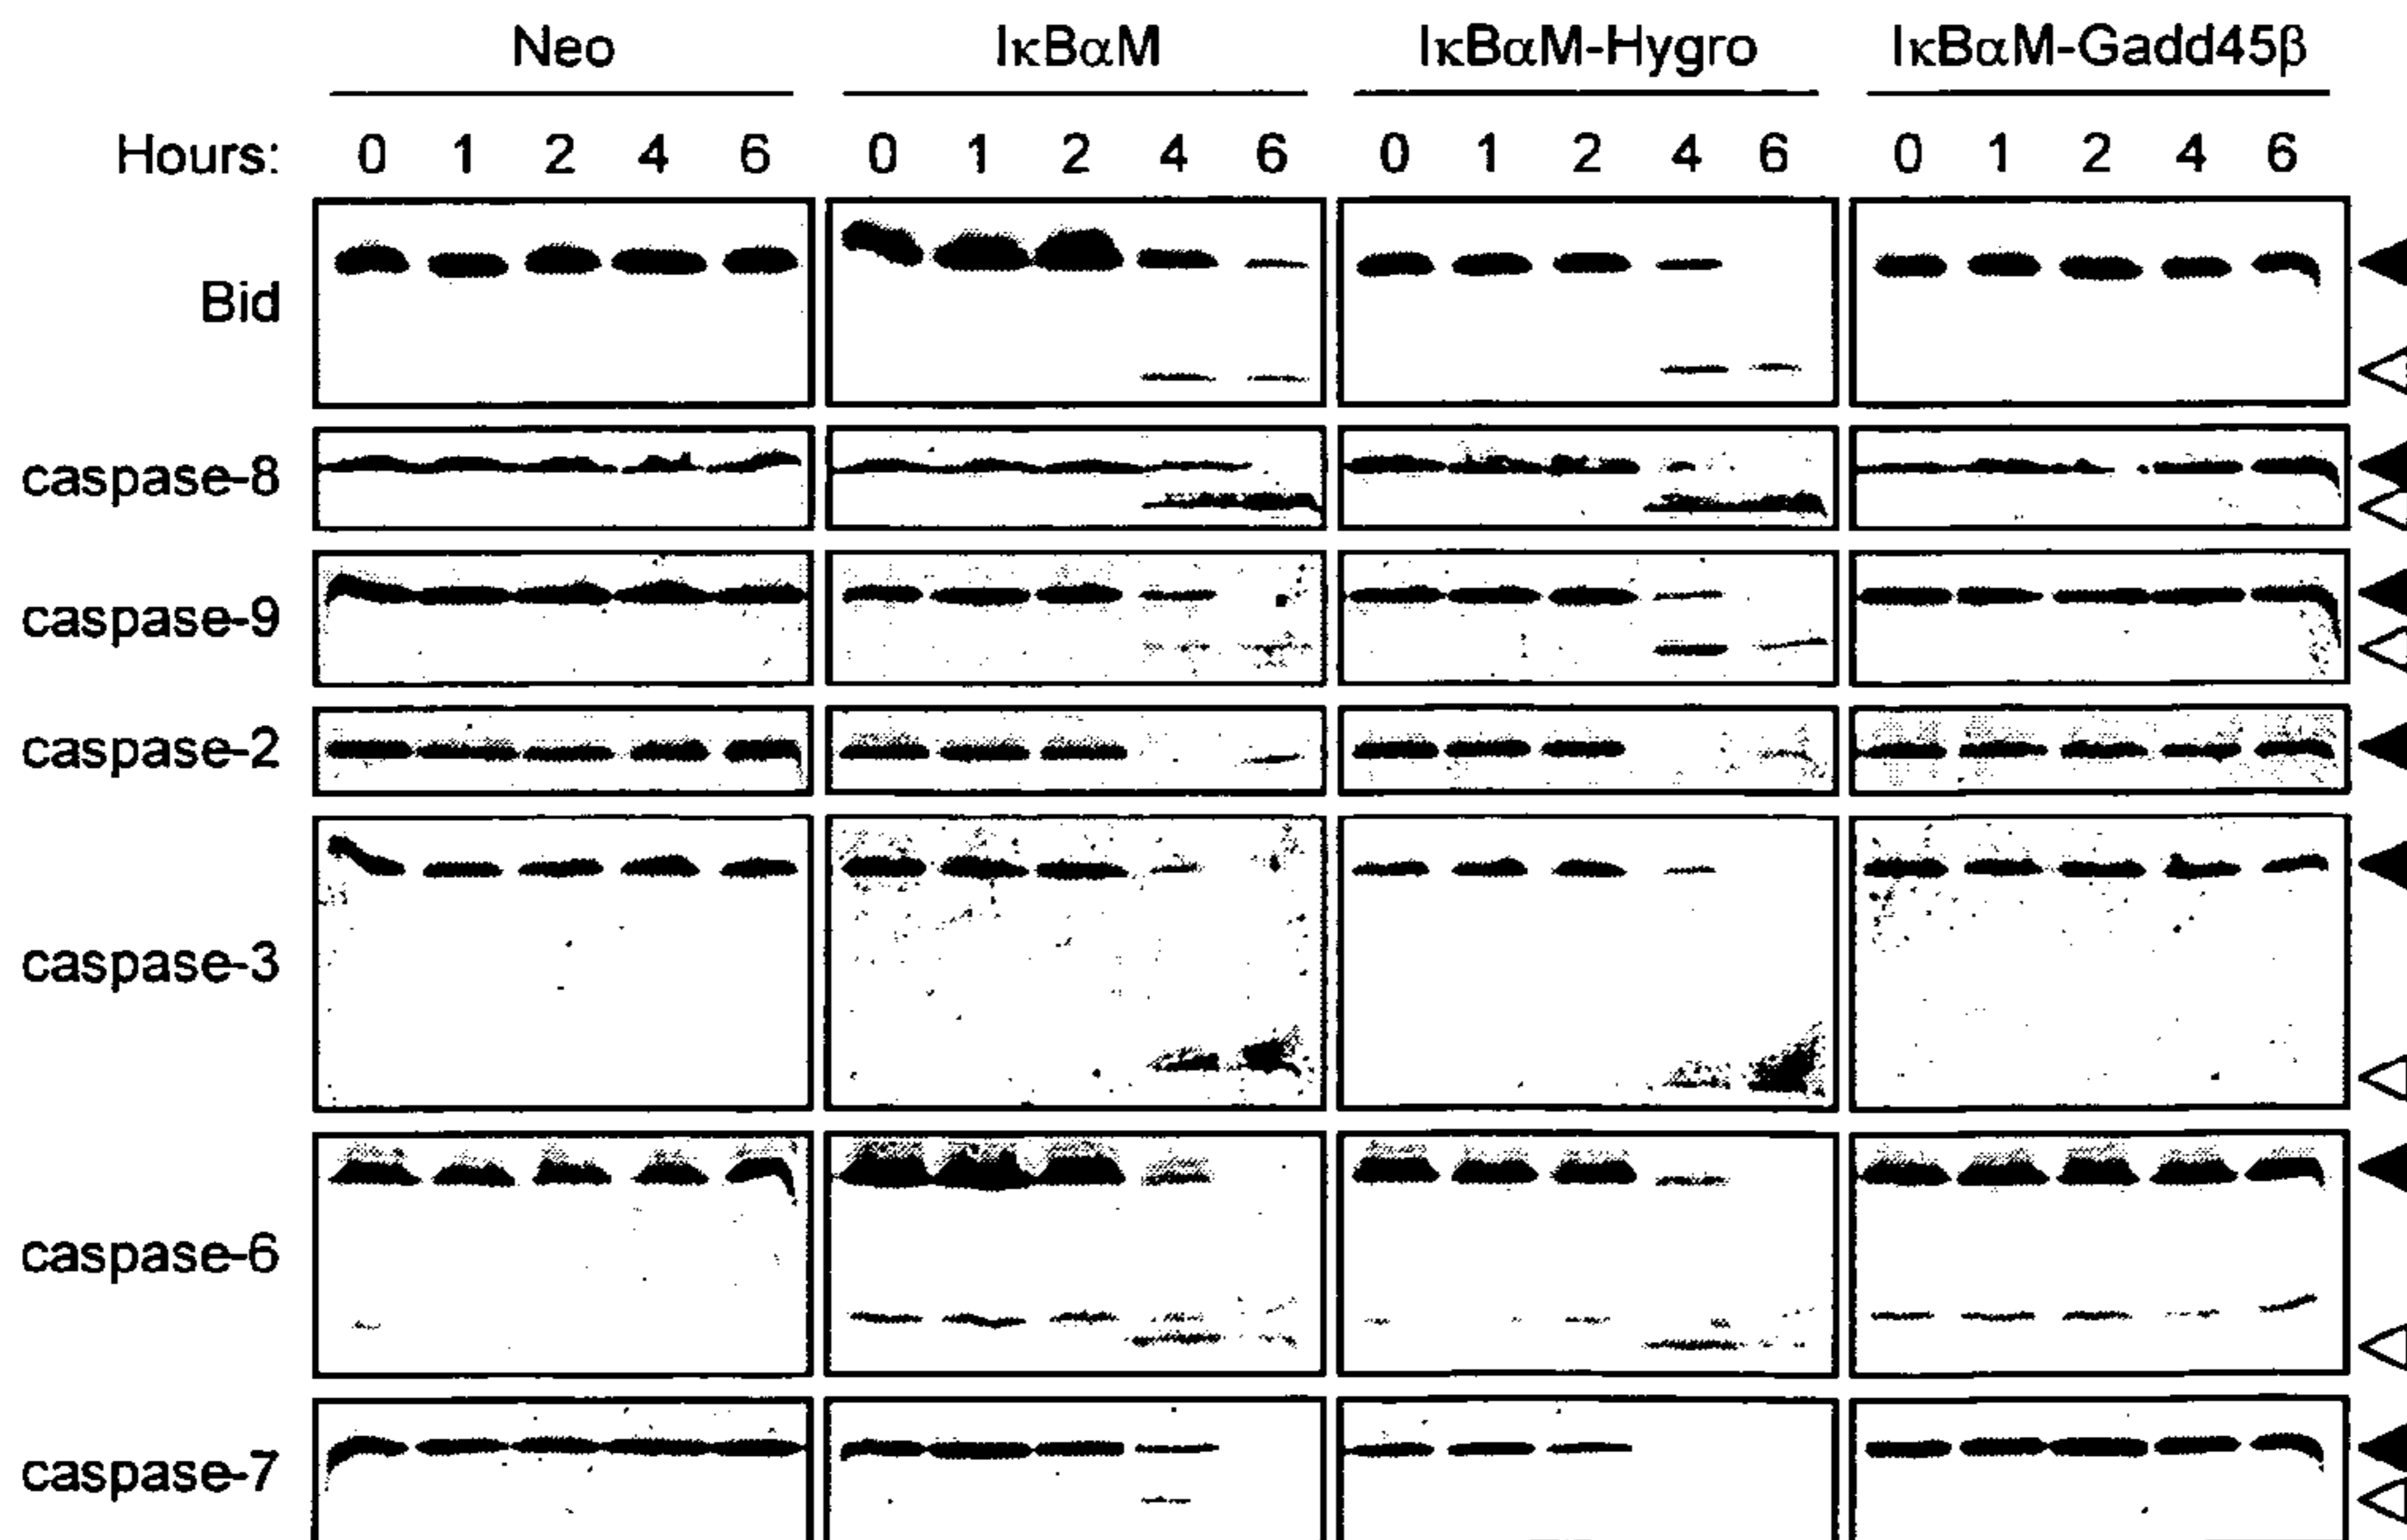 Neo IκBαM IκBαM-Hygro IκBαM-Gadd45β
Hours: 0 1 2 4 6 0 1 2 4 6 0 1 2 4 6 0 1 2 4 6
Bid
caspase-8
caspase-9
caspase-2
caspase-3
caspase-6
caspase-7